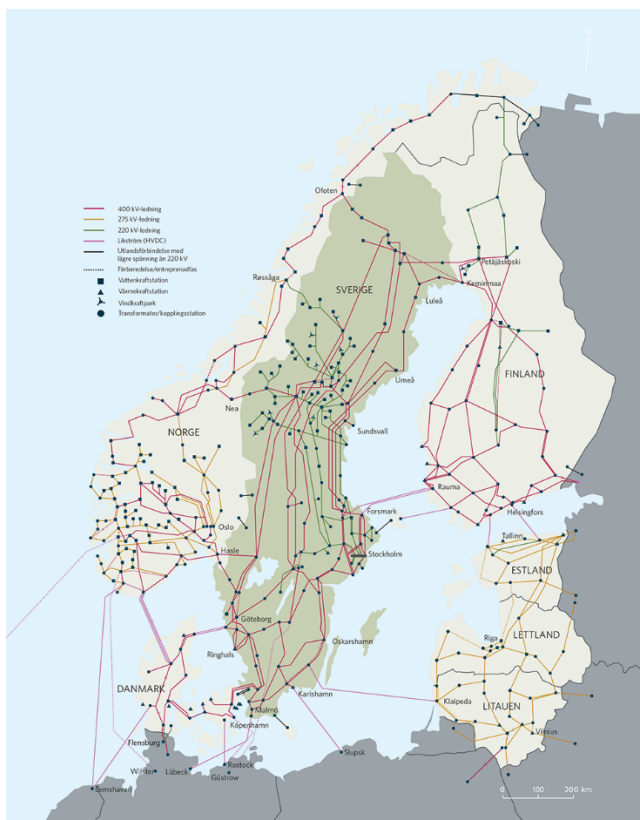 400 kV-ledning
275 kV-ledning
220 kV-ledning
Likström (HVDC)
Utlandsförbindelse med
lägre spänning än 220 kV
Förberedelse/entreprenadfas
Vattenkraftstation
Värmekraftstation
Vindkraftpark
Transformator/kopplingsstation
Ofoten
Petäjäskoski
Keminmaa
Røssåga
SVERIGE
Luleå
FINLAND
Umeå
Nea
NORGE
Sundsvall
Rauma
Forsmark
Helsingfors
Oslo
Tallinn
Hasle
Stockholm
ESTLAND
Göteborg
LETTLAND
Riga
Oskarshamn
Ringhals
DANMARK
Karlshamn
Klaipeda
LITAUEN
Malmö
Köpenhamn
Vilnius
Flensburg
Slupsk
Rostock
Wilster
Lübeck
Güstrow
Eemshaven
0 100 200 km